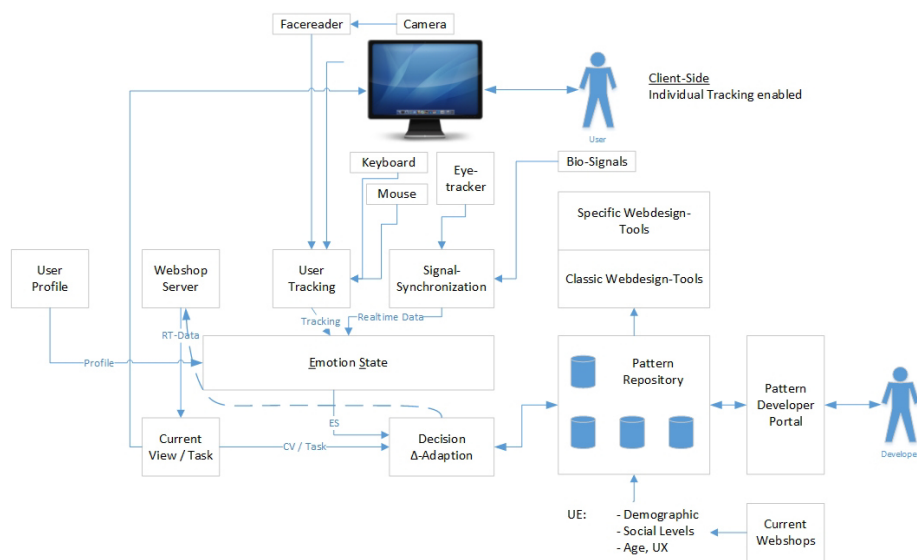 Facereader
Camera
Client-Side
Individual Tracking enabled
User
Keyboard
Mouse
Eye-
tracker
Bio-Signals
Specific Webdesign-
Tools
Classic Webdesign-Tools
User
Profile
Webshop
Server
User
Tracking
Signal-
Synchronization
Tracking
Realtime Data
RT-Data
Profile
Emotion State
Pattern
Repository
Pattern
Developer
Portal
Develope
ES
Current
View / Task
CV / Task
Decision
Δ-Adaption
UE:
- Demographic
- Social Levels
- Age, UX
Current
Webshops